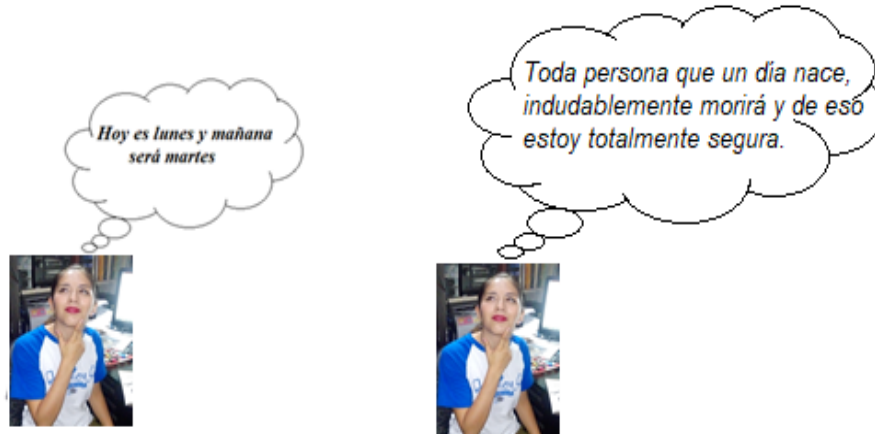 Hoy es lunes y mañana
será martes
Toda persona que un día nace,
indudablemente morirá y de eso
estoy totalmente segura.